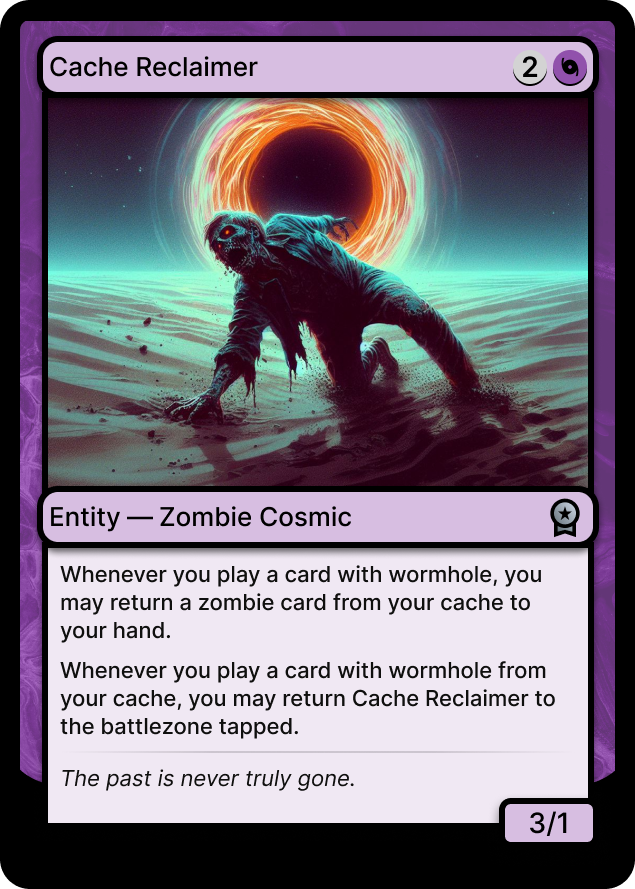 Cache Reclaimer
2
Entity — Zombie Cosmic
Whenever you play a card with wormhole, you
may return a zombie card from your cache to
your hand.
Whenever you play a card with wormhole from
your cache, you may return Cache Reclaimer to
the battlezone tapped.
The past is never truly gone.
3/1